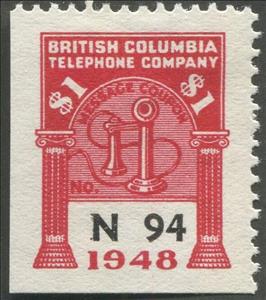 BRITISH COLUMBIA
TELEPHONE COMPANY
$1 $1
MESSAGE COUPON
NO.
N 94
1948